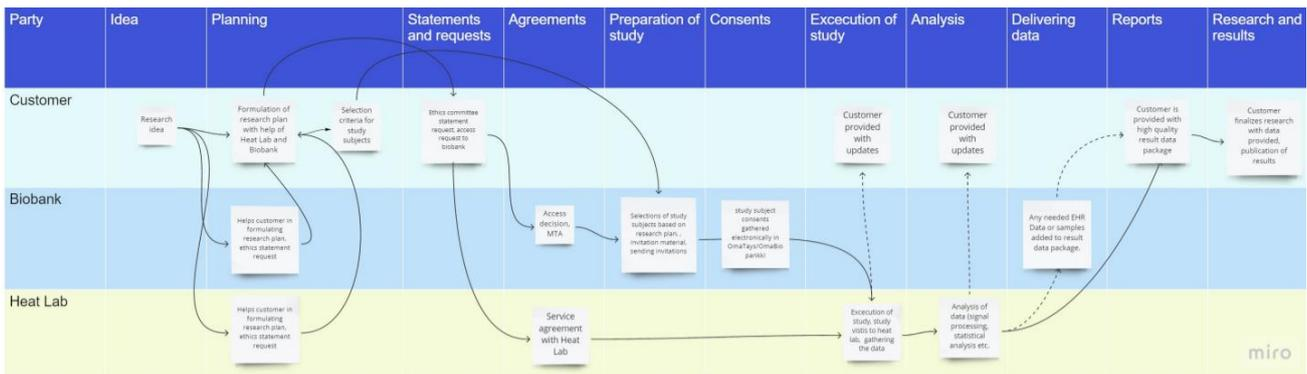 Party
Idea
Planning
Statements
and requests
Agreements
Preparation of
study
Consents
Excecution of
study
Analysis
Delivering
data
Reports
Research and
results
Customer
Research
idea
Formulation of
research plan
with help of
Heat Lab and
Biobank
Selection
criteria for
study
subjects
Ethics committee
statement
request, access
request to
biobank
Customer
provided
with
updates
Customer
provided
with
updates
Customer is
provided with
high quality
result data
package
Customer
finalizes research
with data
provided,
publication of
results
Biobank
Helps customer in
formulating
research plan,
ethics statement
request
Access
decision,
MTA
Selections of study
subjects based on
research plan. ,
invitation material,
sending invitations
study subject
consents
gathered
electronically in
OmaTays/OmaBio
pankki
Any needed EHR
Data or samples
added to result
data package.
Heat Lab
Helps customer in
formulating
research plan,
ethics statement
request
Service
agreement
with Heat
Lab
Excecution of
study, study
visitis to heat
lab, gathering
the data
Analysis of
data (signal
processing,
statistical
analysis etc.
miro